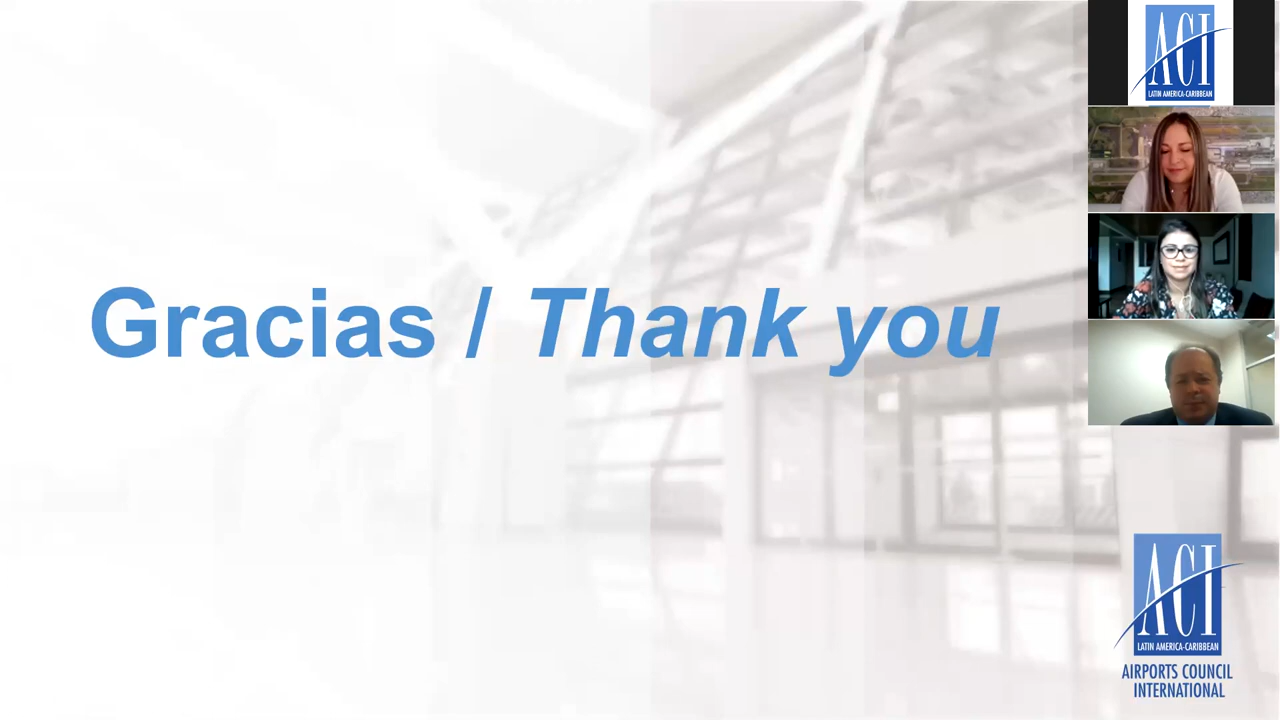 ACI
LATIN AMERICA-CARIBBEAN
Gracias / Thank you
ACI
LATIN AMERICA-CARIBBEAN
AIRPORTS COUNCIL
INTERNATIONAL